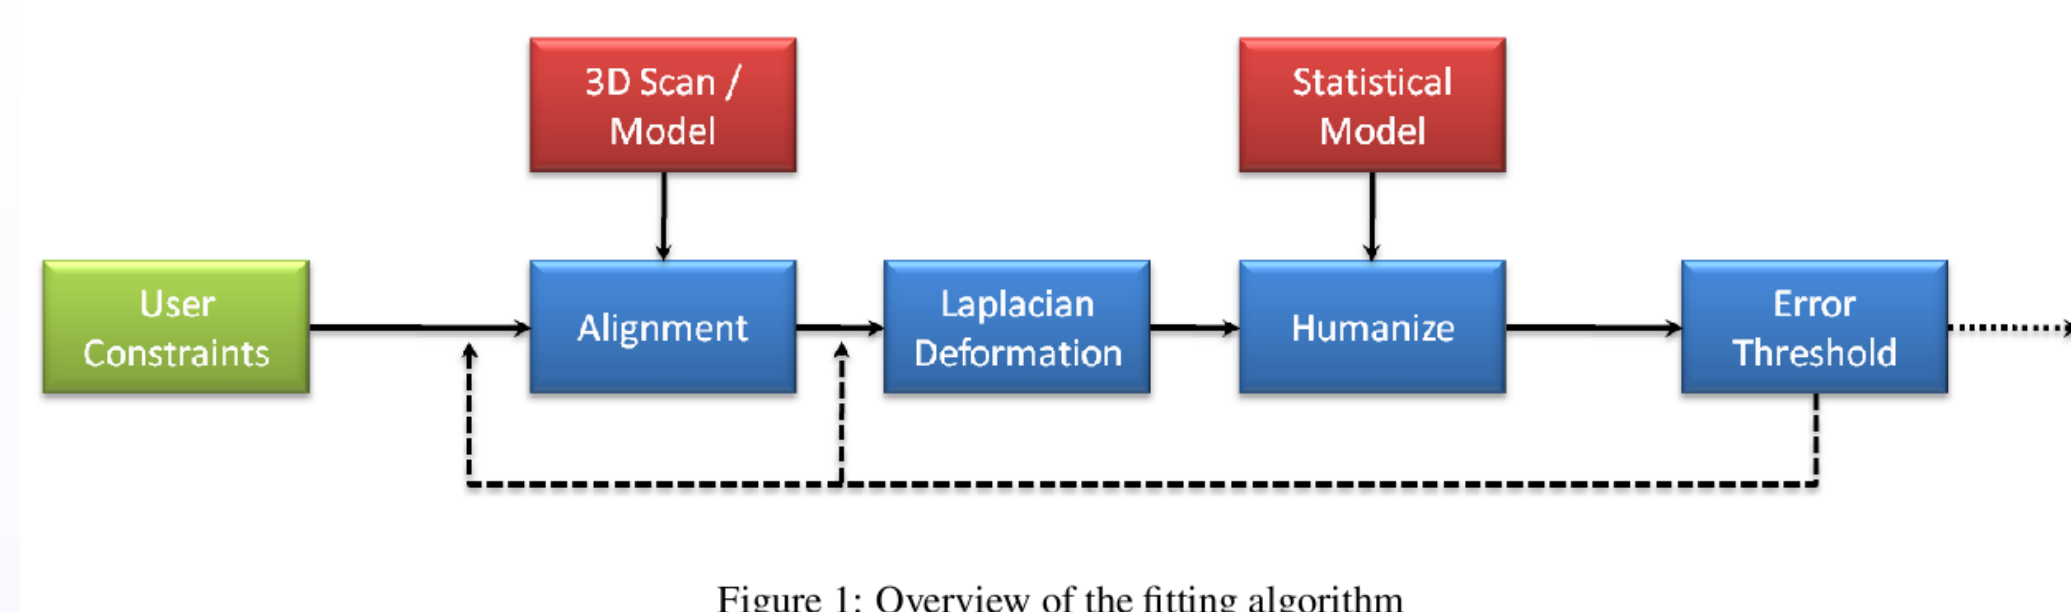 3D Scan /
Model
Statistical
Model
User
Constraints
Alignment
Laplacian
Deformation
Humanize
Error
Threshold
Figure 1: Overview of the fitting algorithm